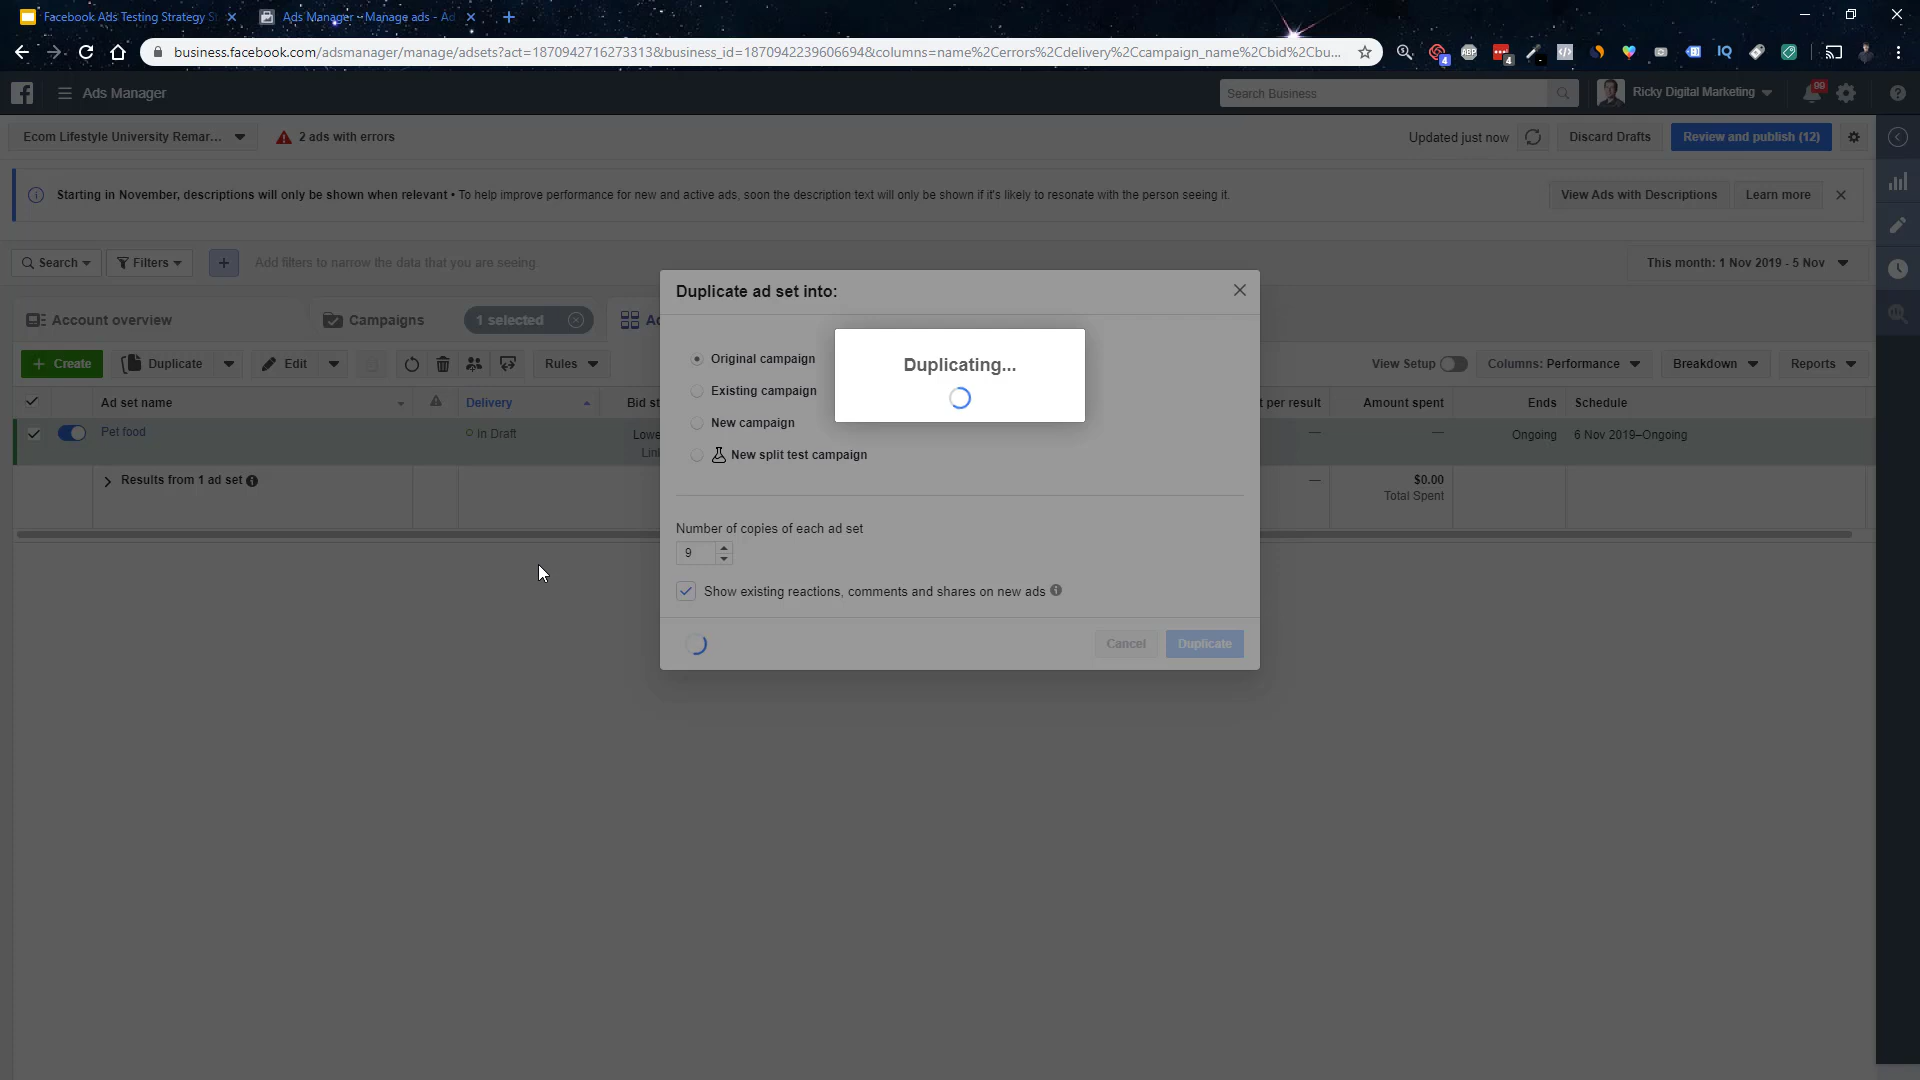 Facebook Ads Testing Strategy S
Ads Manager - Manage ads - Ad
business.facebook.com/adsmanager/manage/adsets?act=187094271627331​3&business_id=1870942239606694&columns=name%2Cerrors%2Cdelivery%2Ccampaign_name%2Cbid%2Cbu...
Ads Manager
Search Business
Ricky Digital Marketing
99
Ecom Lifestyle University Remar...
2 ads with errors
Updated just now
Discard Drafts
Review and publish (12)
Starting in November, descriptions will only be shown when relevant • To help improve performance for new and active ads, soon the description text will only be shown if it's likely to resonate with the person seeing it.
View Ads with Descriptions
Learn more
Search
Filters
Add filters to narrow the data that you are seeing.
This month: 1 Nov 2019 - 5 Nov
Account overview
Campaigns
1 selected
Ad
Create
Duplicate
Edit
Rules
View Setup
Columns: Performance
Breakdown
Reports
Ad set name
Delivery
Bid st
t per result
Amount spent
Ends
Schedule
Pet food
In Draft
Lowe
Link
—
—
Ongoing
6 Nov 2019–Ongoing
Results from 1 ad set
—
$0.00
Total Spent
Duplicate ad set into:
Original campaign
Existing campaign
New campaign
New split test campaign
Duplicating...
Number of copies of each ad set
9
Show existing reactions, comments and shares on new ads
Cancel
Duplicate